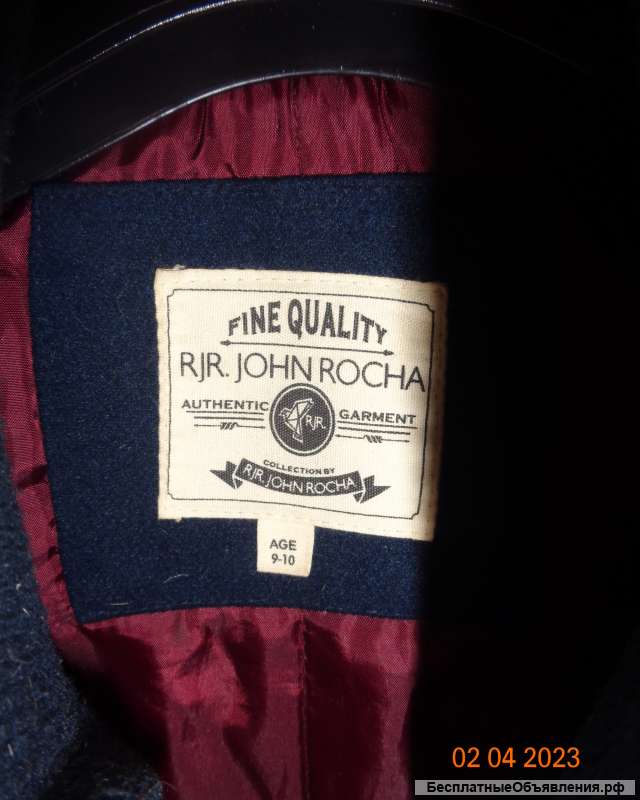 FINE QUALITY
RJR. JOHN ROCHA
AUTHENTIC GARMENT
RJR.
COLLECTION BY
RJR. JOHN ROCHA
AGE
9-10
02 04 2023
БесплатныеОбъявления.рф